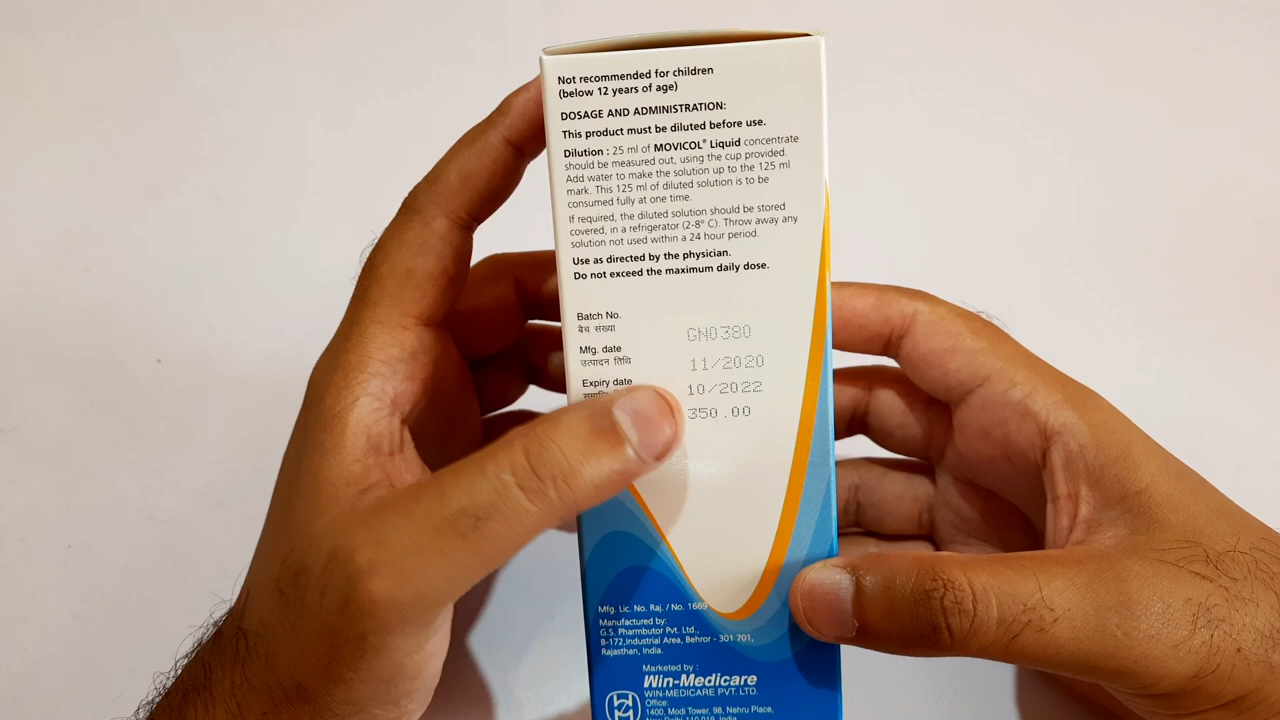 Not recommended for children
(below 12 years of age)
DOSAGE AND ADMINISTRATION:
This product must be diluted before use.
Dilution : 25 ml of MOVICOL® Liquid concentrate
should be measured out, using the cup provided.
Add water to make the solution up to the 125 ml
mark. This 125 ml of diluted solution is to be
consumed fully at one time.
If required, the diluted solution should be stored
covered, in a refrigerator (2-8° C). Throw away any
solution not used within a 24 hour period.
Use as directed by the physician.
Do not exceed the maximum daily dose.
Batch No.
बैच संख्या
GN0380
Mfg. date
उत्पादन तिथि
11/2020
Expiry date
10/2022
350.00
Mfg. Lic. No. Raj. / No. 1669
Manufactured by:
G.S. Pharmbutor Pvt. Ltd.,
B-172,Industrial Area, Behror - 301 701,
Rajasthan, India.
Marketed by :
Win-Medicare
WIN-MEDICARE PVT. LTD.
Office:
1400, Modi Tower, 98, Nehru Place,
New Delhi-110 019, India